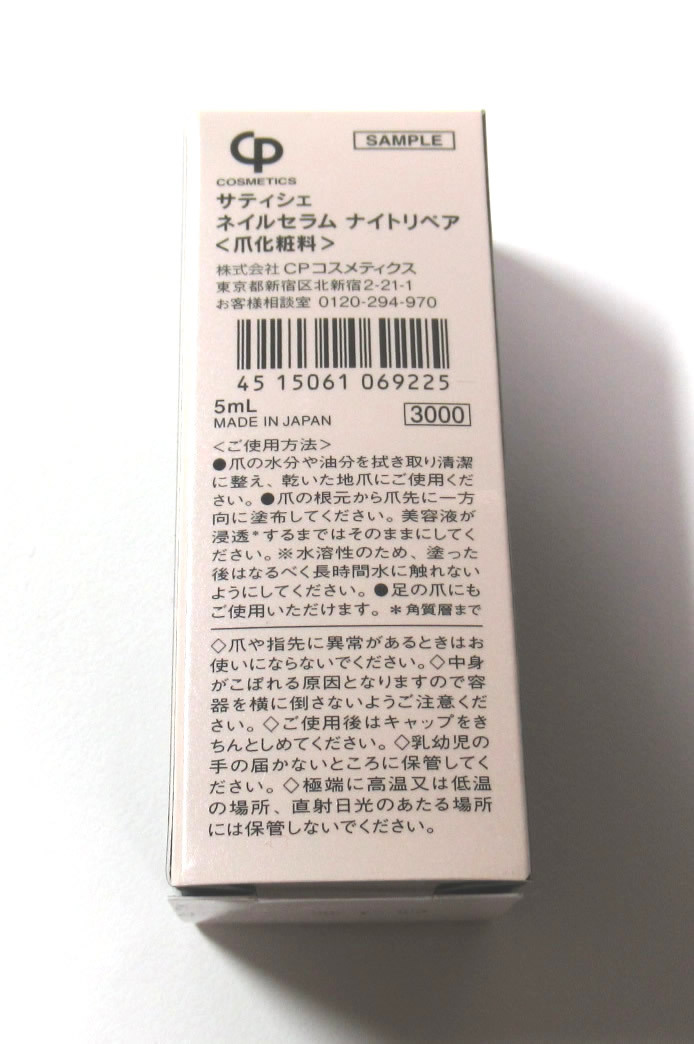 CP
SAMPLE
COSMETICS
サティシェ
ネイルセラム ナイトリペア
<爪化粧料>
株式会社 CPコスメティクス
東京都新宿区北新宿2-21-1
お客様相談室 0120-294-970
45 15061 069225
5mL
MADE IN JAPAN
3000
<ご使用方法>
●爪の水分や油分を拭き取り清潔
に整え、乾いた地爪にご使用くだ
さい。●爪の根元から爪先に一方
向に塗布してください。美容液が
浸透*するまではそのままにしてく
ださい。※水溶性のため、塗った
後はなるべく長時間水に触れない
ようにしてください。●足の爪にも
ご使用いただけます。*角質層まで
◇爪や指先に異常があるときはお
使いにならないでください。◇中身
がこぼれる原因となりますので容
器を横に倒さないようご注意くだ
さい。◇ご使用後はキャップをき
ちんとしめてください。◇乳幼児の
手の届かないところに保管してく
ださい。◇極端に高温又は低温
の場所、直射日光のあたる場所
には保管しないでください。